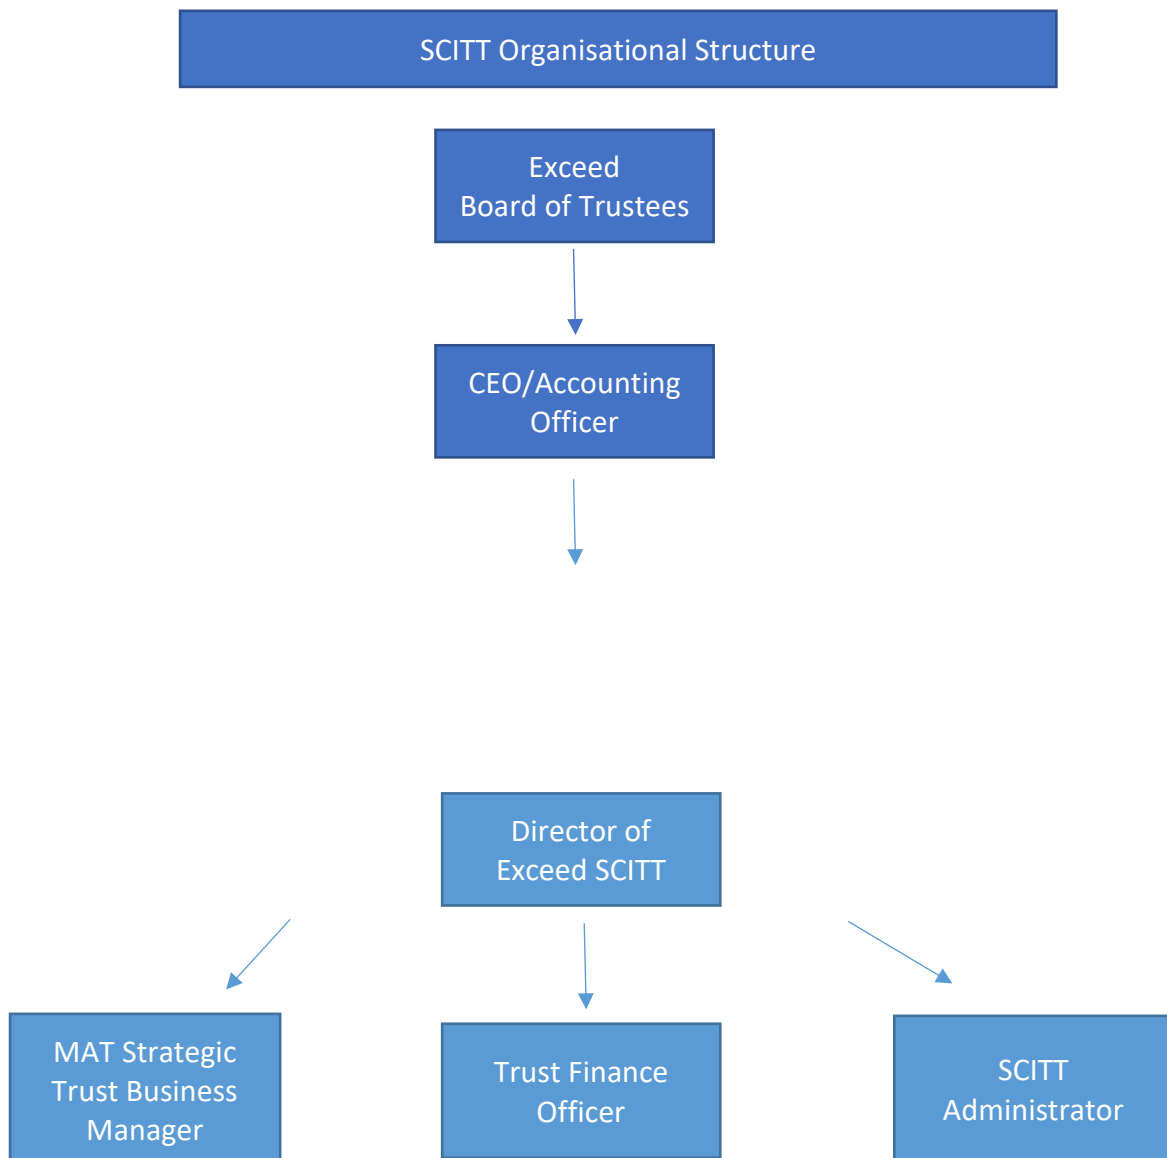 SCITT Organisational Structure
Exceed
Board of Trustees
CEO/Accounting
Officer
Director of
Exceed SCITT
MAT Strategic
Trust Business
Manager
Trust Finance
Officer
SCITT
Administrator